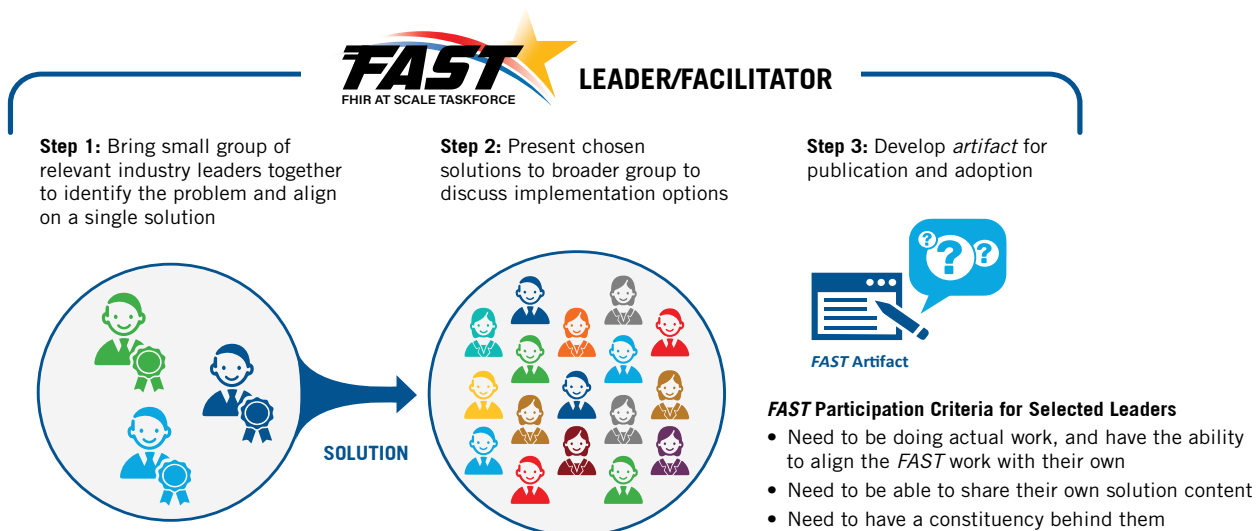 FAST
FHIR AT SCALE TASKFORCE
LEADER/FACILITATOR
Step 1: Bring small group of
relevant industry leaders together
to identify the problem and align
on a single solution
Step 2: Present chosen
solutions to broader group to
discuss implementation options
Step 3: Develop artifact for
publication and adoption
SOLUTION
? ? ?
FAST Artifact
FAST Participation Criteria for Selected Leaders
• Need to be doing actual work, and have the ability
to align the FAST work with their own
• Need to be able to share their own solution content
• Need to have a constituency behind them